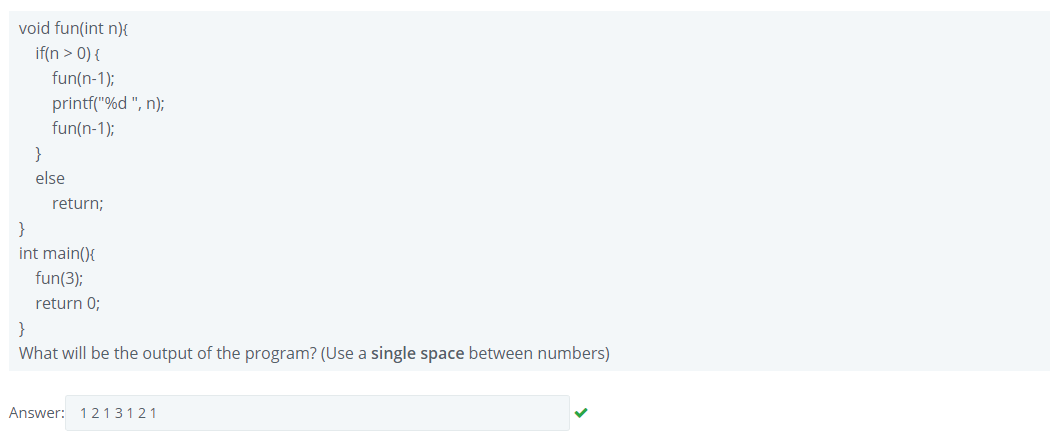 void fun(int n){
if(n > 0) {
fun(n-1);
printf("%d ", n);
fun(n-1);
}
else
return;
}
int main(){
fun(3);
return 0;
}
What will be the output of the program? (Use a single space between numbers)
Answer: 1 2 1 3 1 2 1